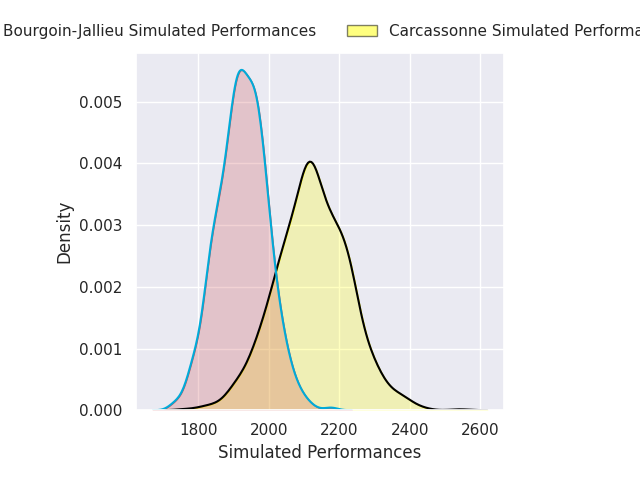 Bourgoin-Jallieu Simulated Performances
Carcassonne Simulated
0.005
0.004
0.003
0.002
0.001
0.000
Density
1800 2000 2200 2400 2600
Simulated Performances